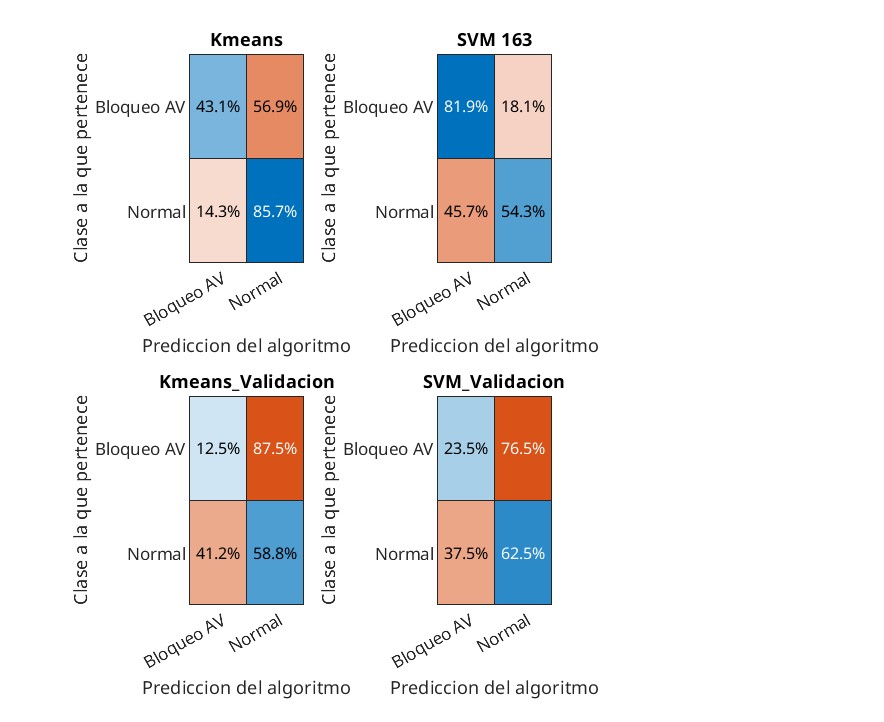 Kmeans
Clase a la que pertenece
Bloqueo AV 43.1% 56.9%
Normal 14.3% 85.7%
Bloqueo AV Normal
Prediccion del algoritmo
SVM 163
Clase a la que pertenece
Bloqueo AV 81.9% 18.1%
Normal 45.7% 54.3%
Bloqueo AV Normal
Prediccion del algoritmo
Kmeans_Validacion
Clase a la que pertenece
Bloqueo AV 12.5% 87.5%
Normal 41.2% 58.8%
Bloqueo AV Normal
Prediccion del algoritmo
SVM_Validacion
Clase a la que pertenece
Bloqueo AV 23.5% 76.5%
Normal 37.5% 62.5%
Bloqueo AV Normal
Prediccion del algoritmo